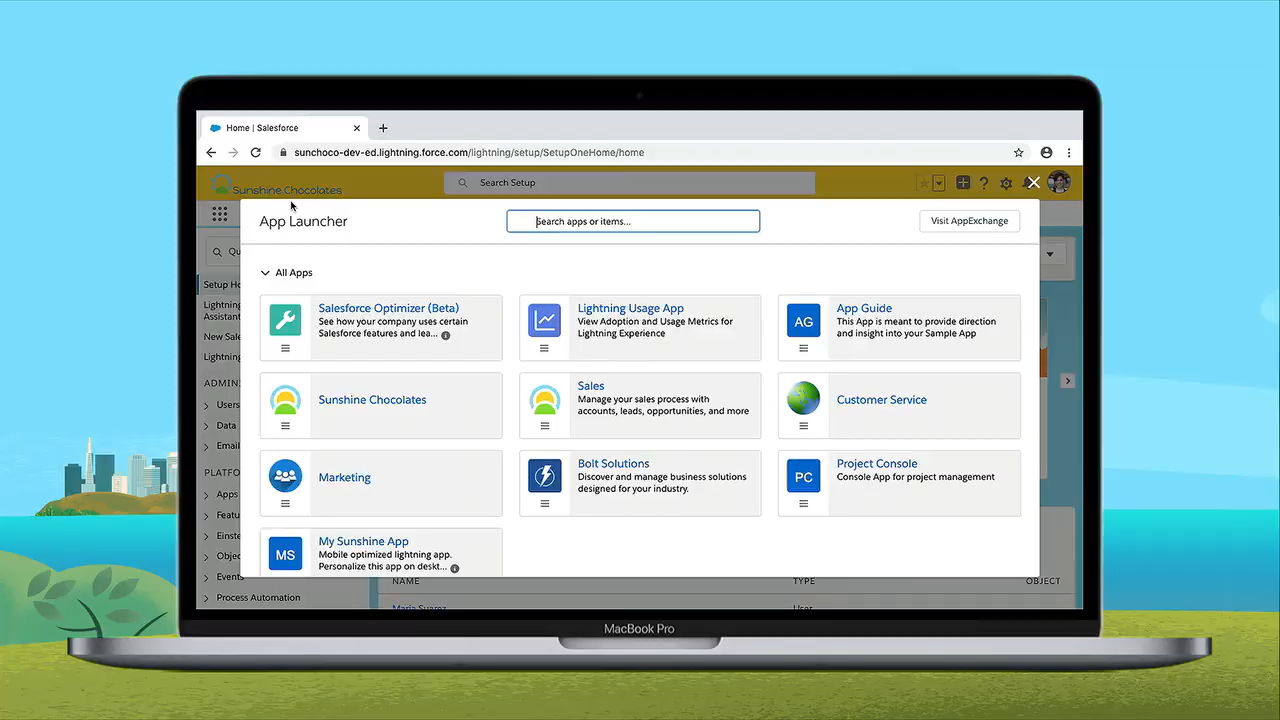 Home | Salesforce
sunchoco-dev-ed.lightning.force.com/lightning/setup/SetupOneHome/home
Sunshine Chocolates
Search Setup
App Launcher
Search apps or items...
Visit AppExchange
All Apps
Salesforce Optimizer (Beta)
See how your company uses certain
Salesforce features and lea...
Lightning Usage App
View Adoption and Usage Metrics for
Lightning Experience
AG
App Guide
This App is meant to provide direction
and insight into your Sample App
Sunshine Chocolates
Sales
Manage your sales process with
accounts, leads, opportunities, and more
Customer Service
Marketing
Bolt Solutions
Discover and manage business solutions
designed for your industry.
PC
Project Console
Console App for project management
MS
My Sunshine App
Mobile optimized lightning app.
Personalize this app on deskt...
Qu
Setup Ho
Lightning
Assistan
New Sale
Lightning
ADMIN
Users
Data
Email
PLATFO
Apps
Featu
Einste
Objec
Events
Process Automation
NAME
TYPE
OBJECT
Maria Suarez
User
MacBook Pro